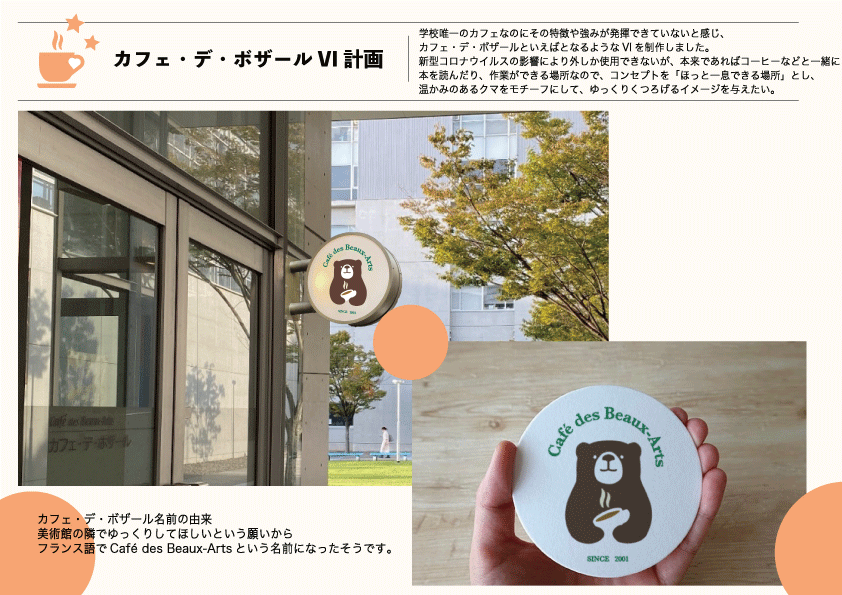 カフェ・デ・ボザール VI 計画
学校唯一のカフェなのにその特徴や強みが発揮できていないと感じ、
カフェ・デ・ボザールといえばとなるような VI を制作しました。
新型コロナウイルスの影響により外しか使用できないが、本来であればコーヒーなどと一緒に
本を読んだり、作業ができる場所なので、コンセプトを「ほっと一息できる場所」とし、
温かみのあるクマをモチーフにして、ゆっくりくつろげるイメージを与えたい。
Café des Beaux-Arts
SINCE 2001
Café des Beaux-Arts
カフェ・デ・ボザール
Café des Beaux-Arts
SINCE 2001
カフェ・デ・ボザール名前の由来
美術館の隣でゆっくりしてほしいという願いから
フランス語で Café des Beaux-Arts という名前になったそうです。